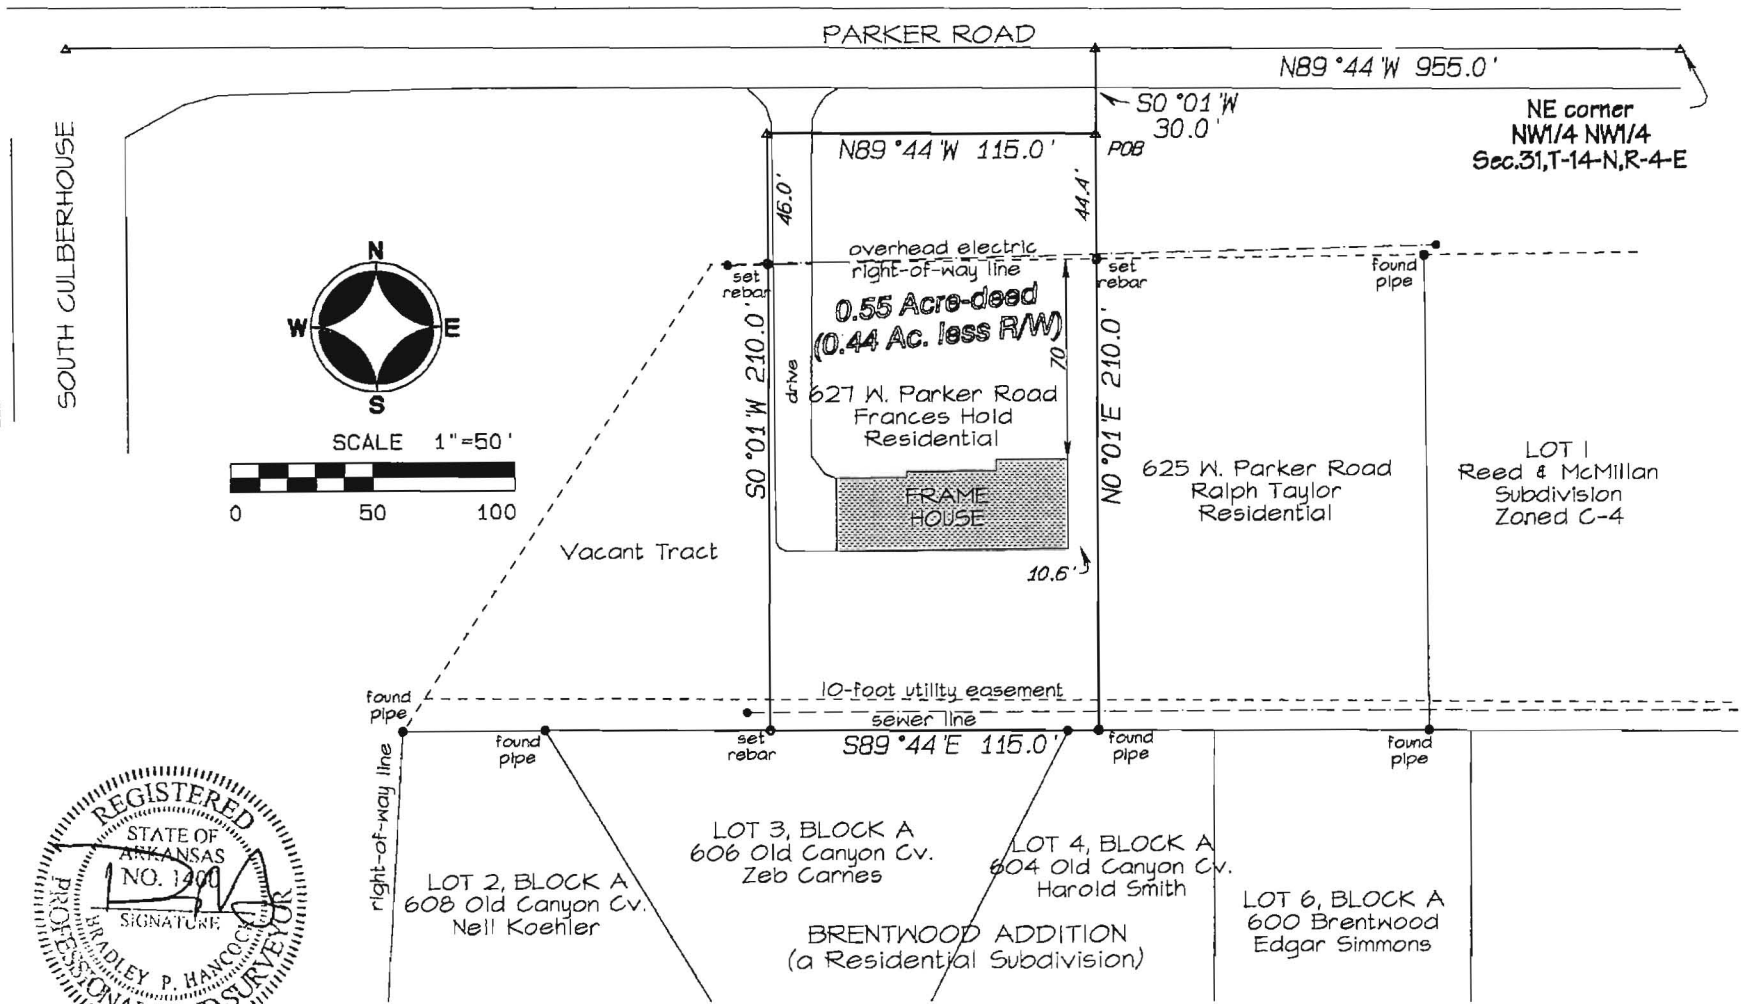 PARKER ROAD
N89°44'W 955.0'
S0°01'W
30.0'
NE corner
NW1/4 NW1/4
Sec.31,T-14-N,R-4-E
N89°44'W 115.0'
POB
SOUTH CULBERHOUSE
46.0'
44.4'
N
W E
S
overhead electric
right-of-way line
set
rebar
set
rebar
found
pipe
0.55 Acre-deed
(0.44 Ac. less R/W)
70'
S0°01'W 210.0'
drive
N0°01'E 210.0'
627 W. Parker Road
Frances Hold
Residential
SCALE 1"=50'
0 50 100
FRAME
HOUSE
625 W. Parker Road
Ralph Taylor
Residential
LOT 1
Reed & McMillan
Subdivision
Zoned C-4
Vacant Tract
10.6'
10-foot utility easement
sewer line
found
pipe
found
pipe
set
rebar
S89°44'E 115.0'
found
pipe
found
pipe
right-of-way line
LOT 2, BLOCK A
608 Old Canyon Cv.
Neil Koehler
LOT 3, BLOCK A
606 Old Canyon Cv.
Zeb Carnes
LOT 4, BLOCK A
604 Old Canyon Cv.
Harold Smith
LOT 6, BLOCK A
600 Brentwood
Edgar Simmons
BRENTWOOD ADDITION
(a Residential Subdivision)
REGISTERED
STATE OF
ARKANSAS
NO. 1400
SIGNATURE
BRADLEY P. HANCOCK
SURVEYOR